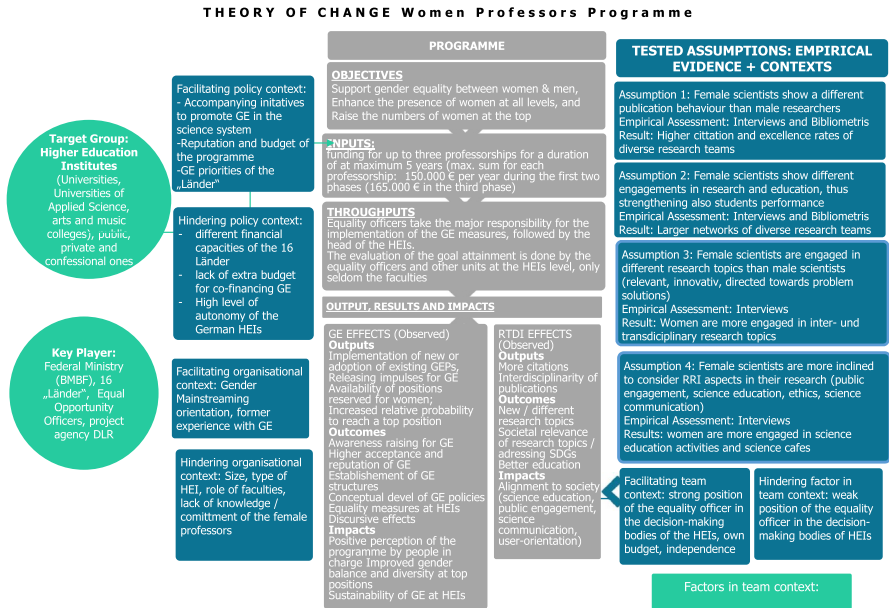 THEORY OF CHANGE Women Professors Programme
Target Group:
Higher Education
Institutes
(Universities,
Universities of
Applied Science,
arts and music
colleges), public,
private and
confessional ones
Key Player:
Federal Ministry
(BMBF), 16
„Länder“, Equal
Opportunity
Officers, project
agency DLR
Facilitating policy context:
- Accompanying initatives
to promote GE in the
science system
-Reputation and budget of
the programme
-GE priorities of the
„Länder“
Hindering policy context:
- different financial
capacities of the 16
Länder
- lack of extra budget
for co-financing GE
- High level of
autonomy of the
German HEIs
Facilitating organisational
context: Gender
Mainstreaming
orientation, former
experience with GE
Hindering organisational
context: Size, type of
HEI, role of faculties,
lack of knowledge /
comittment of the female
professors
PROGRAMME
OBJECTIVES
Support gender equality between women & men,
Enhance the presence of women at all levels, and
Raise the numbers of women at the top
INPUTS:
funding for up to three professorships for a duration
of at maximum 5 years (max. sum for each
professorship: 150.000 € per year during the first two
phases (165.000 € in the third phase)
THROUGHPUTS
Equality officers take the major responsibility for the
implementation of the GE measures, followed by the
head of the HEIs.
The evaluation of the goal attainment is done by the
equality officers and other units at the HEIs level, only
seldom the faculties
OUTPUT, RESULTS AND IMPACTS
GE EFFECTS (Observed)
Outputs
Implementation of new or
adoption of existing GEPs,
Releasing impulses for GE
Availability of positions
reserved for women;
Increased relative probability
to reach a top position
Outcomes
Awareness raising for GE
Higher acceptance and
reputation of GE
Establisement of GE
structures
Conceptual devel of GE policies
Equality measures at HEIs
Discursive effects
Impacts
Positive perception of the
programme by people in
charge Improved gender
balance and diversity at top
positions
Sustainability of GE at HEIs
RTDI EFFECTS
(Observed)
Outputs
More citations
Interdisciplinarity of
publications
Outcomes
New / different
research topics
Societal relevance
of research topics /
adressing SDGs
Better education
Impacts
Alignment to society
(science education,
public engagement,
science
communication,
user-orientation)
TESTED ASSUMPTIONS: EMPIRICAL
EVIDENCE + CONTEXTS
Assumption 1: Female scientists show a different
publication behaviour than male researchers
Empirical Assessment: Interviews and Bibliometris
Result: Higher cittation and excellence rates of
diverse research teams
Assumption 2: Female scientists show different
engagements in research and education, thus
strengthening also students performance
Empirical Assessment: Interviews and Bibliometris
Result: Larger networks of diverse research teams
Assumption 3: Female scientists are engaged in
different research topics than male scientists
(relevant, innovativ, directed towards problem
solutions)
Empirical Assessment: Interviews
Result: Women are more engaged in inter- und
transdiciplinary research topics
Assumption 4: Female scientists are more inclined
to consider RRI aspects in their research (public
engagement, science education, ethics, science
communication)
Empirical Assessment: Interviews
Results: women are more engaged in science
education activities and science cafes
Facilitating team
context: strong position
of the equality officer in
the decision-making
bodies of the HEIs, own
budget, independence
Hindering factor in
team context: weak
position of the equality
officer in the decision-
making bodies of HEIs
Factors in team context: